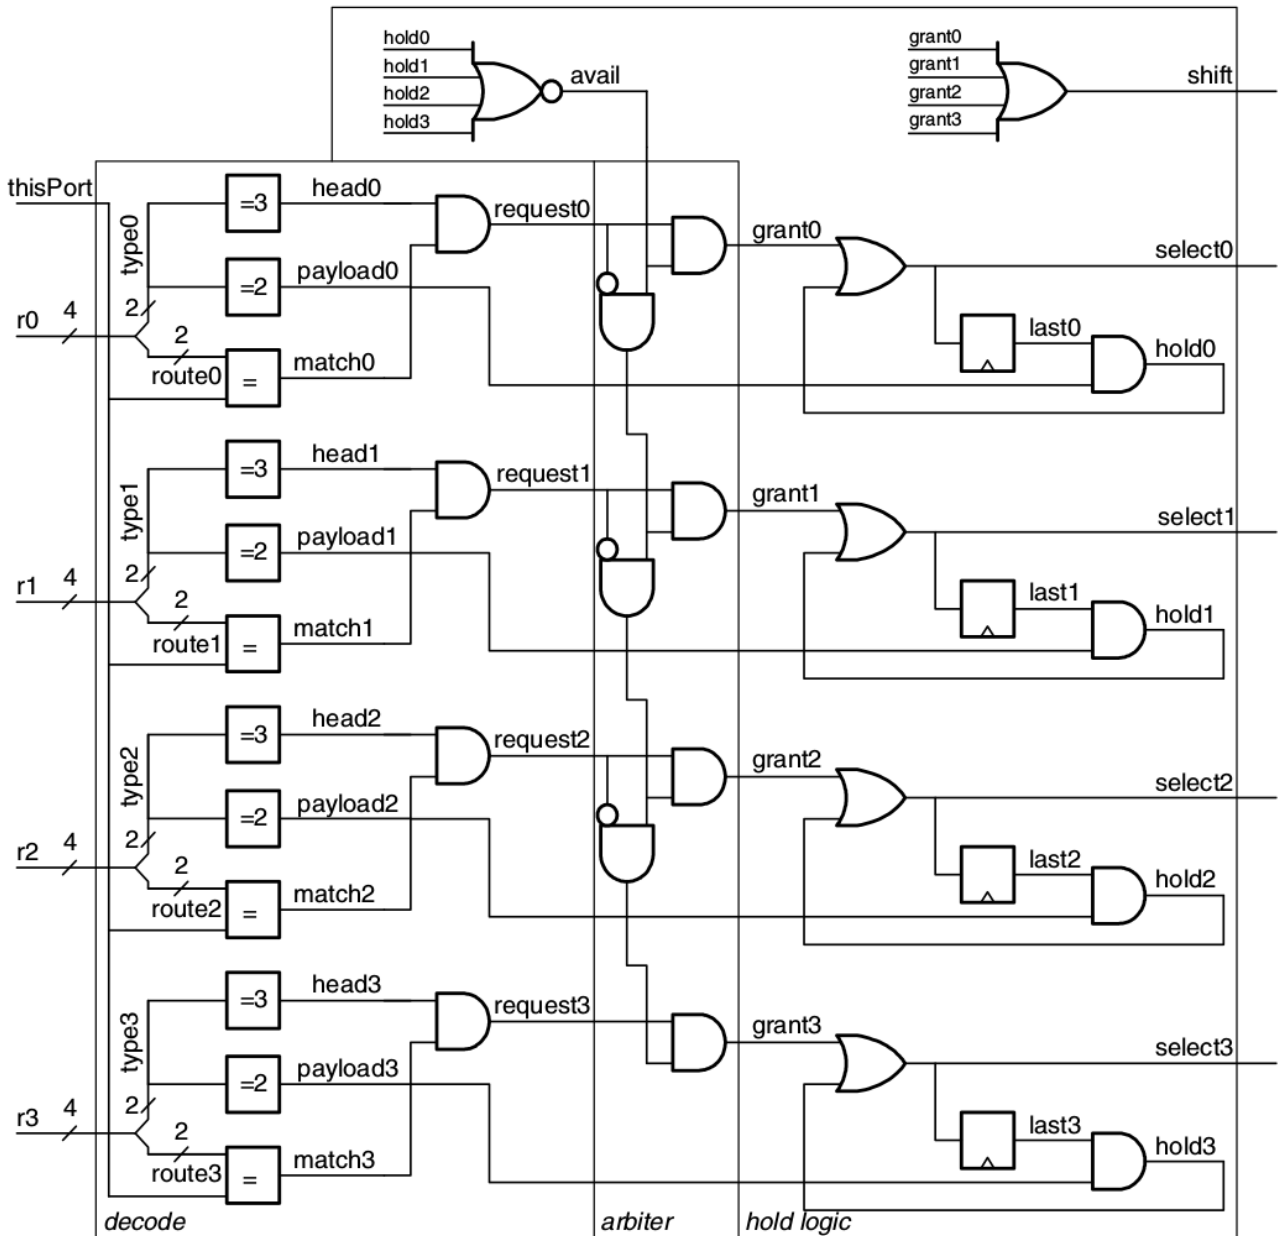 hold0
hold1
hold2
hold3
avail
grant0
grant1
grant2
grant3
shift
thisPort
type0
=3
head0
request0
grant0
select0
=2
payload0
2
r0
4
2
route0
=
match0
last0
hold0
type1
=3
head1
request1
grant1
select1
=2
payload1
2
r1
4
2
route1
=
match1
last1
hold1
type2
=3
head2
request2
grant2
select2
=2
payload2
2
r2
4
2
route2
=
match2
last2
hold2
type3
=3
head3
request3
grant3
select3
=2
payload3
2
r3
4
2
route3
=
match3
last3
hold3
decode
arbiter
hold logic